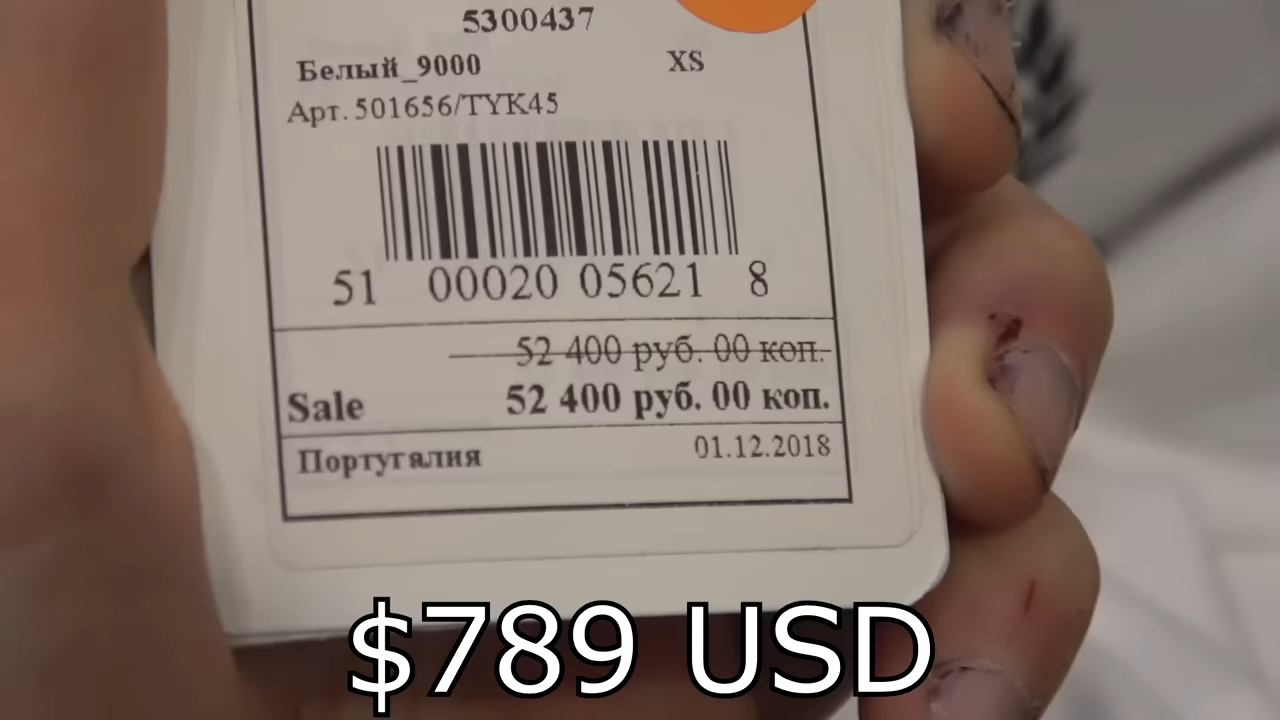 5300437
Белый_9000 XS
Арт. 501656/TYK45
51 00020 05621 8
52 400 руб. 00 коп.
Sale 52 400 руб. 00 коп.
Португалия 01.12.2018
$789 USD